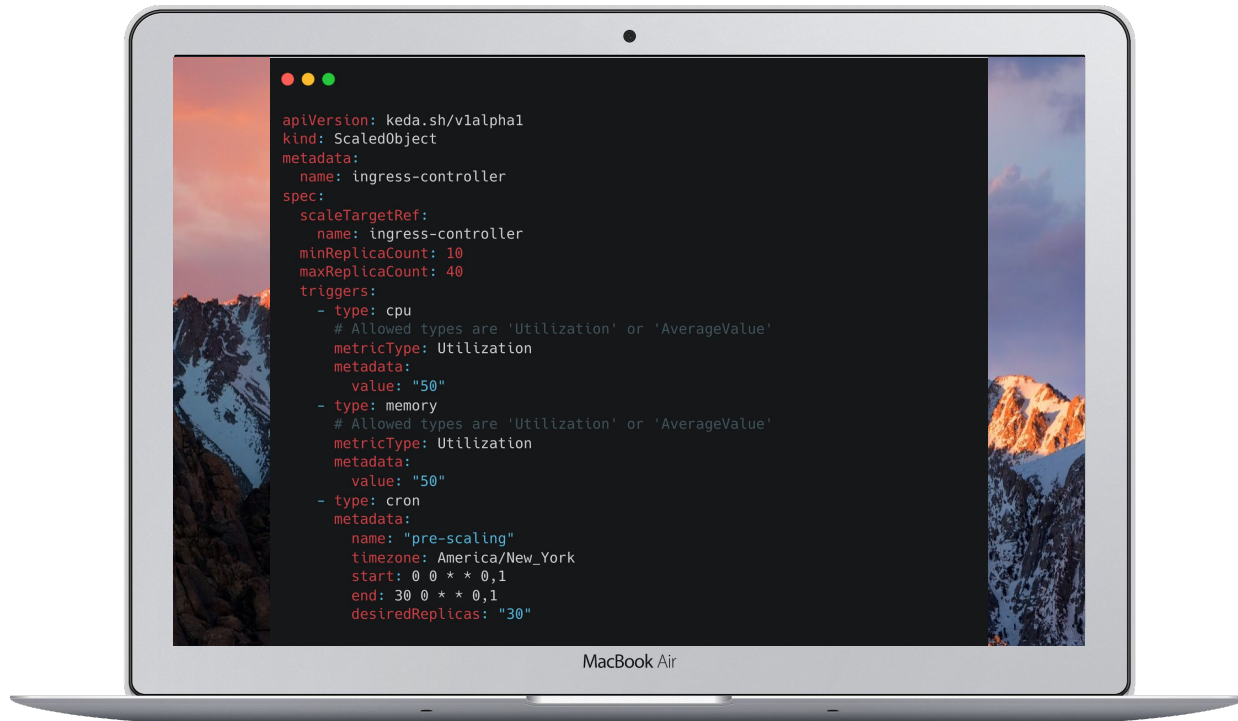 apiVersion: keda.sh/v1alpha1
kind: ScaledObject
metadata:
  name: ingress-controller
spec:
  scaleTargetRef:
    name: ingress-controller
  minReplicaCount: 10
  maxReplicaCount: 40
  triggers:
    - type: cpu
      # Allowed types are 'Utilization' or 'AverageValue'
      metricType: Utilization
      metadata:
        value: "50"
    - type: memory
      # Allowed types are 'Utilization' or 'AverageValue'
      metricType: Utilization
      metadata:
        value: "50"
    - type: cron
      metadata:
        name: "pre-scaling"
        timezone: America/New_York
        start: 0 0 * * 0,1
        end: 30 0 * * 0,1
        desiredReplicas: "30"
MacBook Air